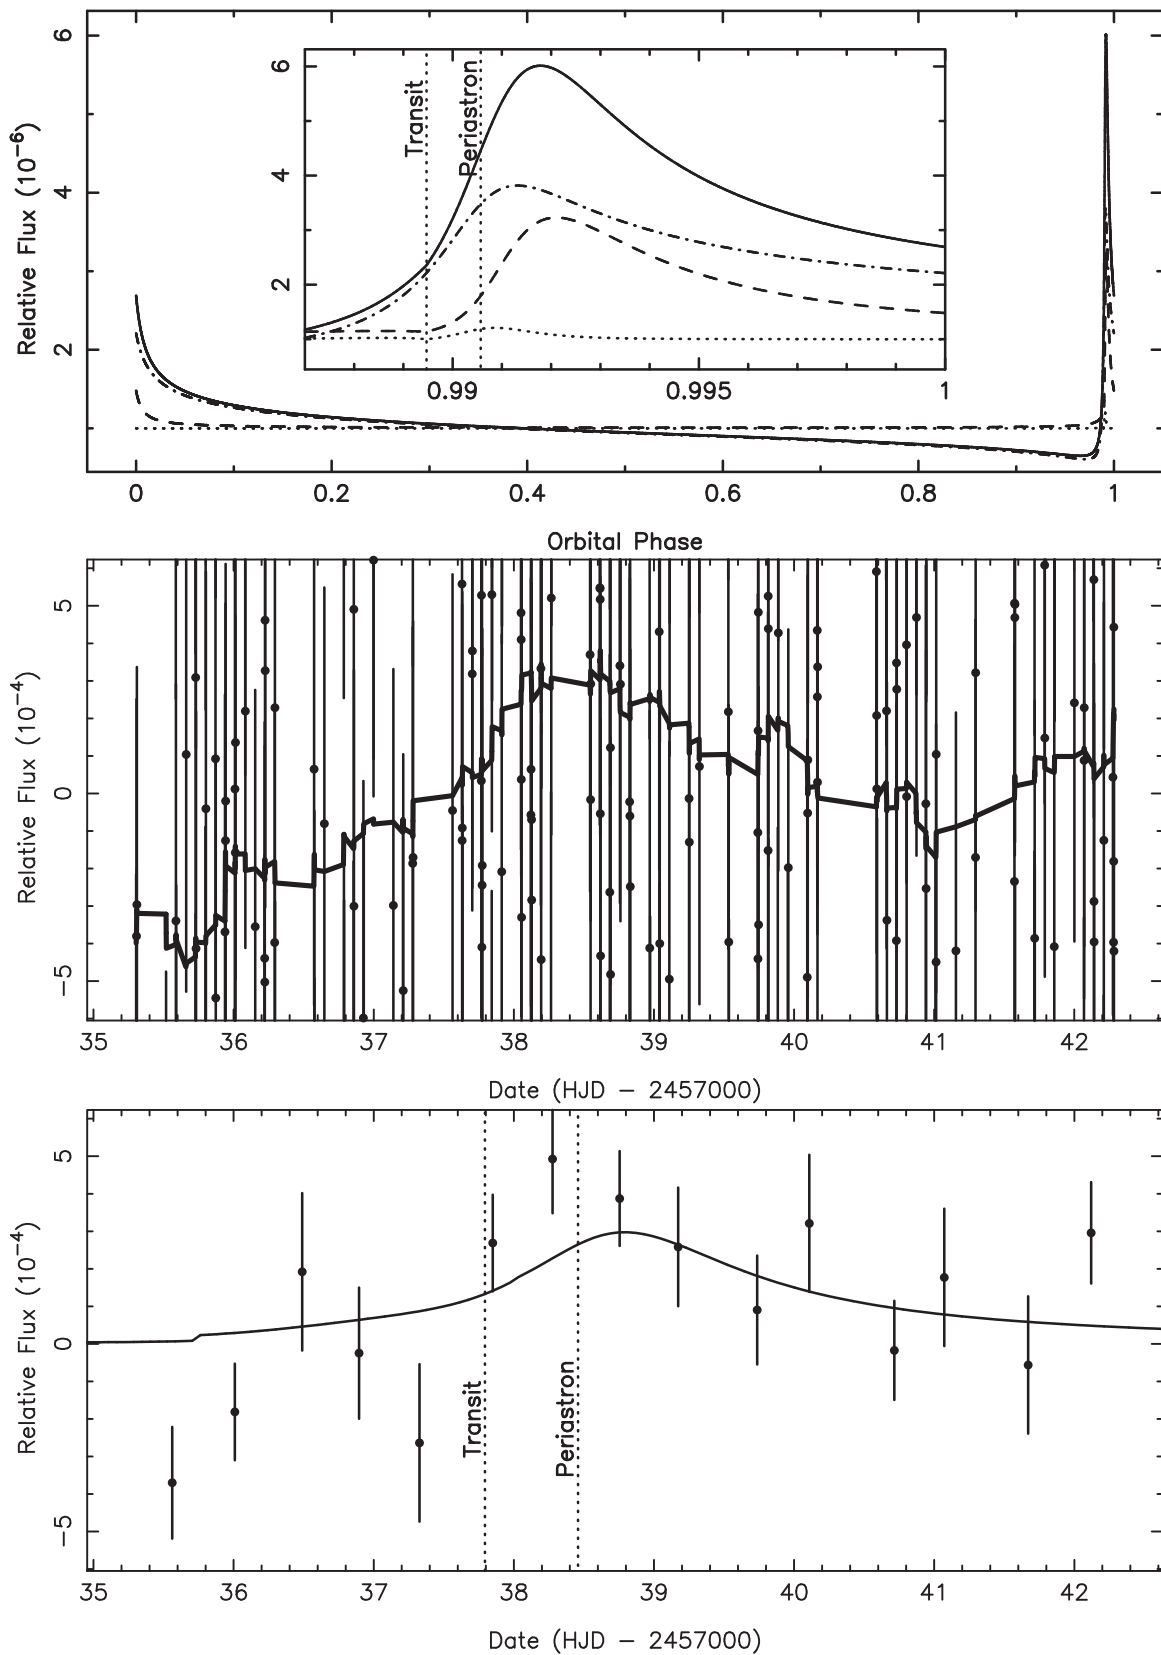 Relative Flux (10⁻⁶)
6
4
2
Transit
Periastron
6
4
2
0.99 0.995 1
0 0.2 0.4 0.6 0.8 1
Orbital Phase
Relative Flux (10⁻⁴)
5
0
−5
35 36 37 38 39 40 41 42
Date (HJD − 2457000)
Relative Flux (10⁻⁴)
5
0
−5
Transit
Periastron
35 36 37 38 39 40 41 42
Date (HJD − 2457000)